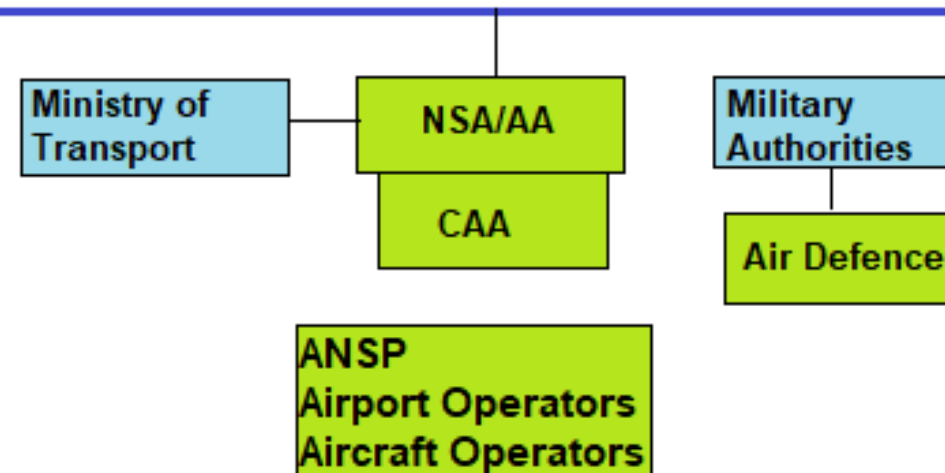 Ministry of
Transport
NSA/AA
CAA
Military
Authorities
Air Defence
ANSP
Airport Operators
Aircraft Operators